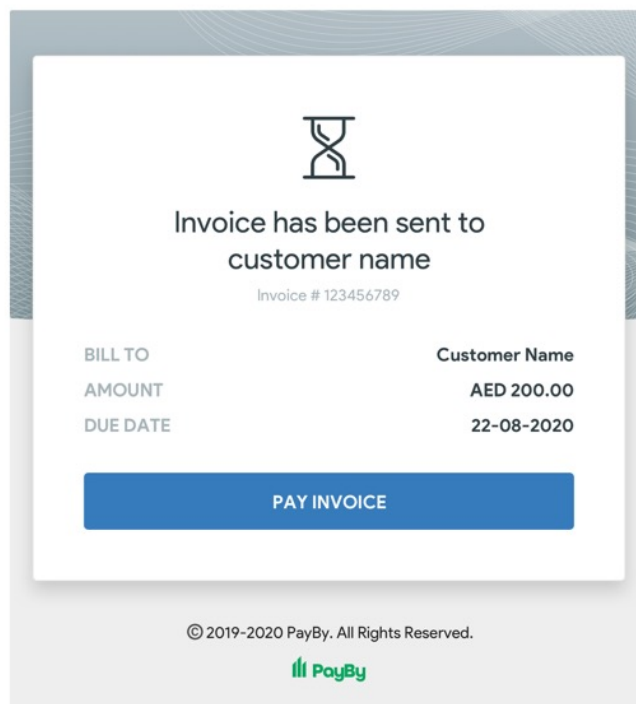 Invoice has been sent to
customer name
Invoice # 123456789
BILL TO Customer Name
AMOUNT AED 200.00
DUE DATE 22-08-2020
PAY INVOICE
© 2019-2020 PayBy. All Rights Reserved.
PayBy